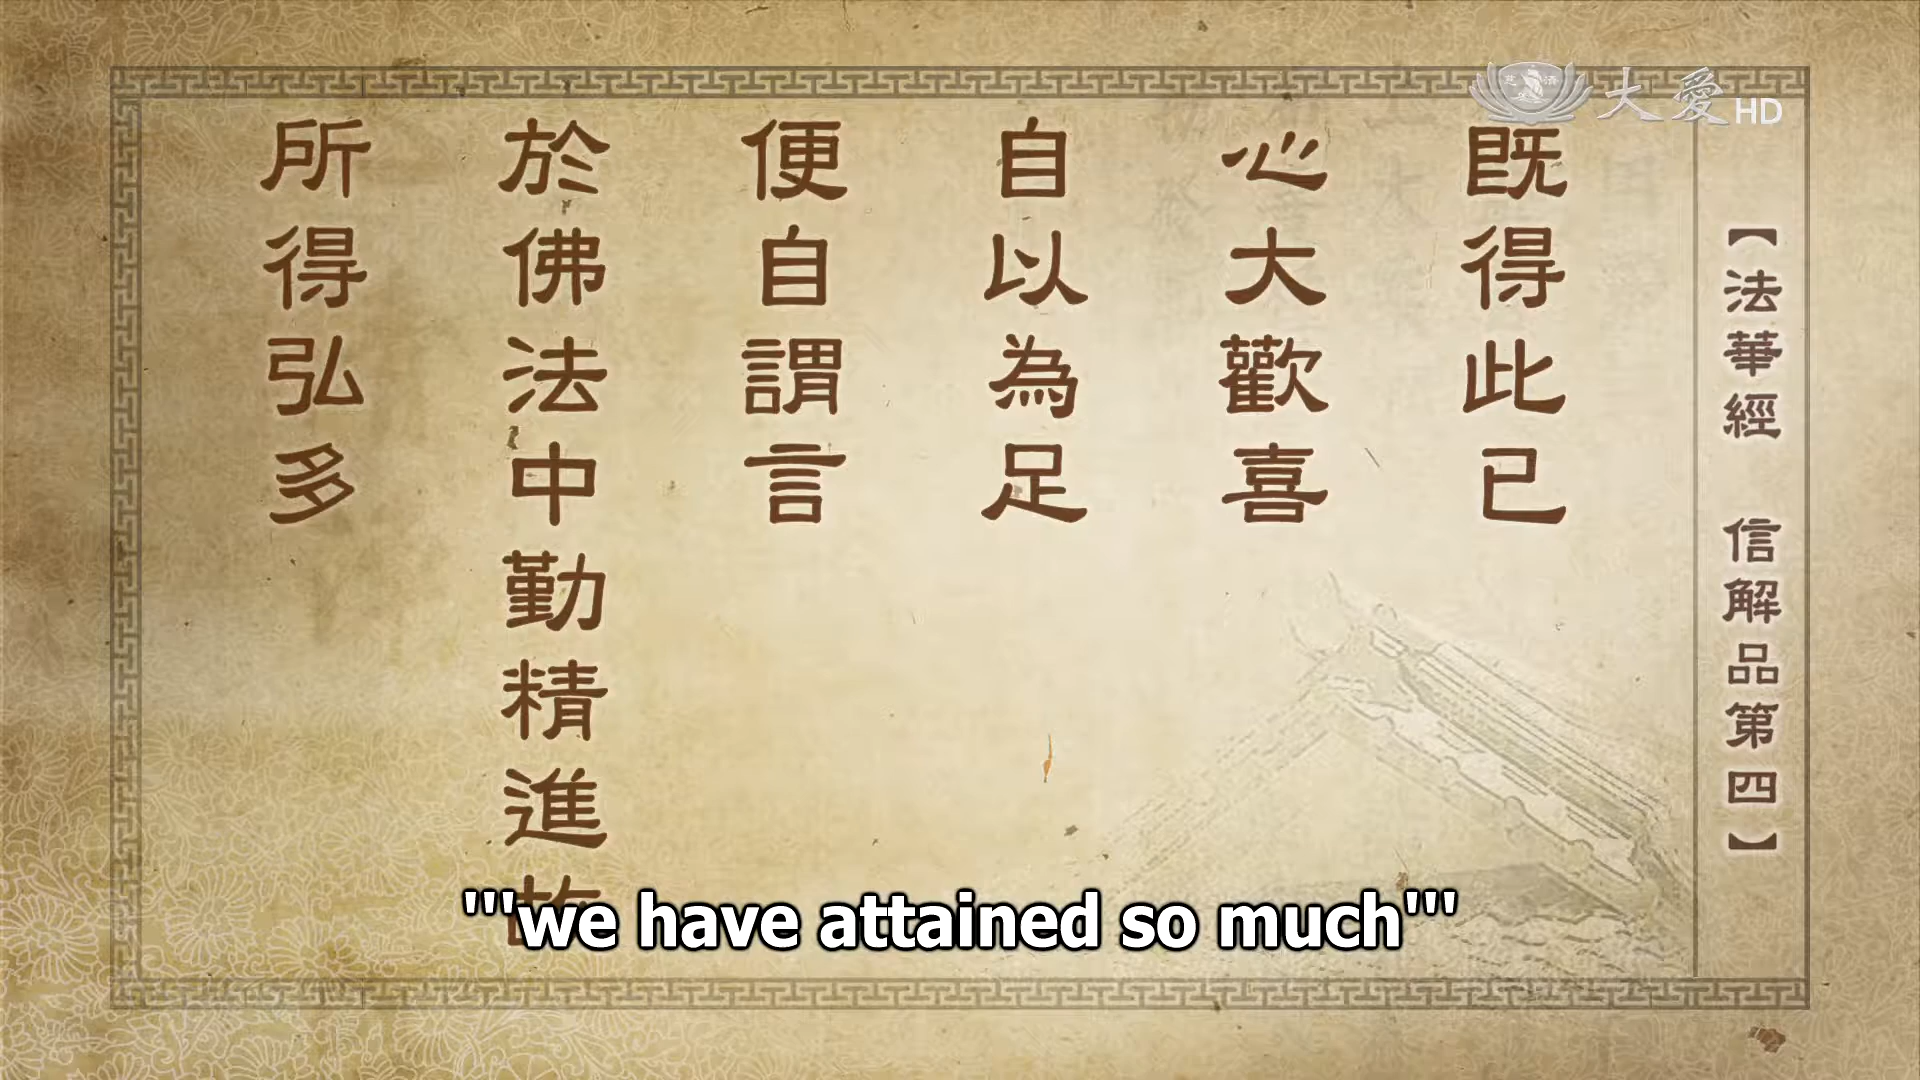 大愛HD
【法華經 信解品第四】
既得此已
心大歡喜
自以為足
便自謂言
於佛法中勤精進故
所得弘多
"'"we have attained so much"'"